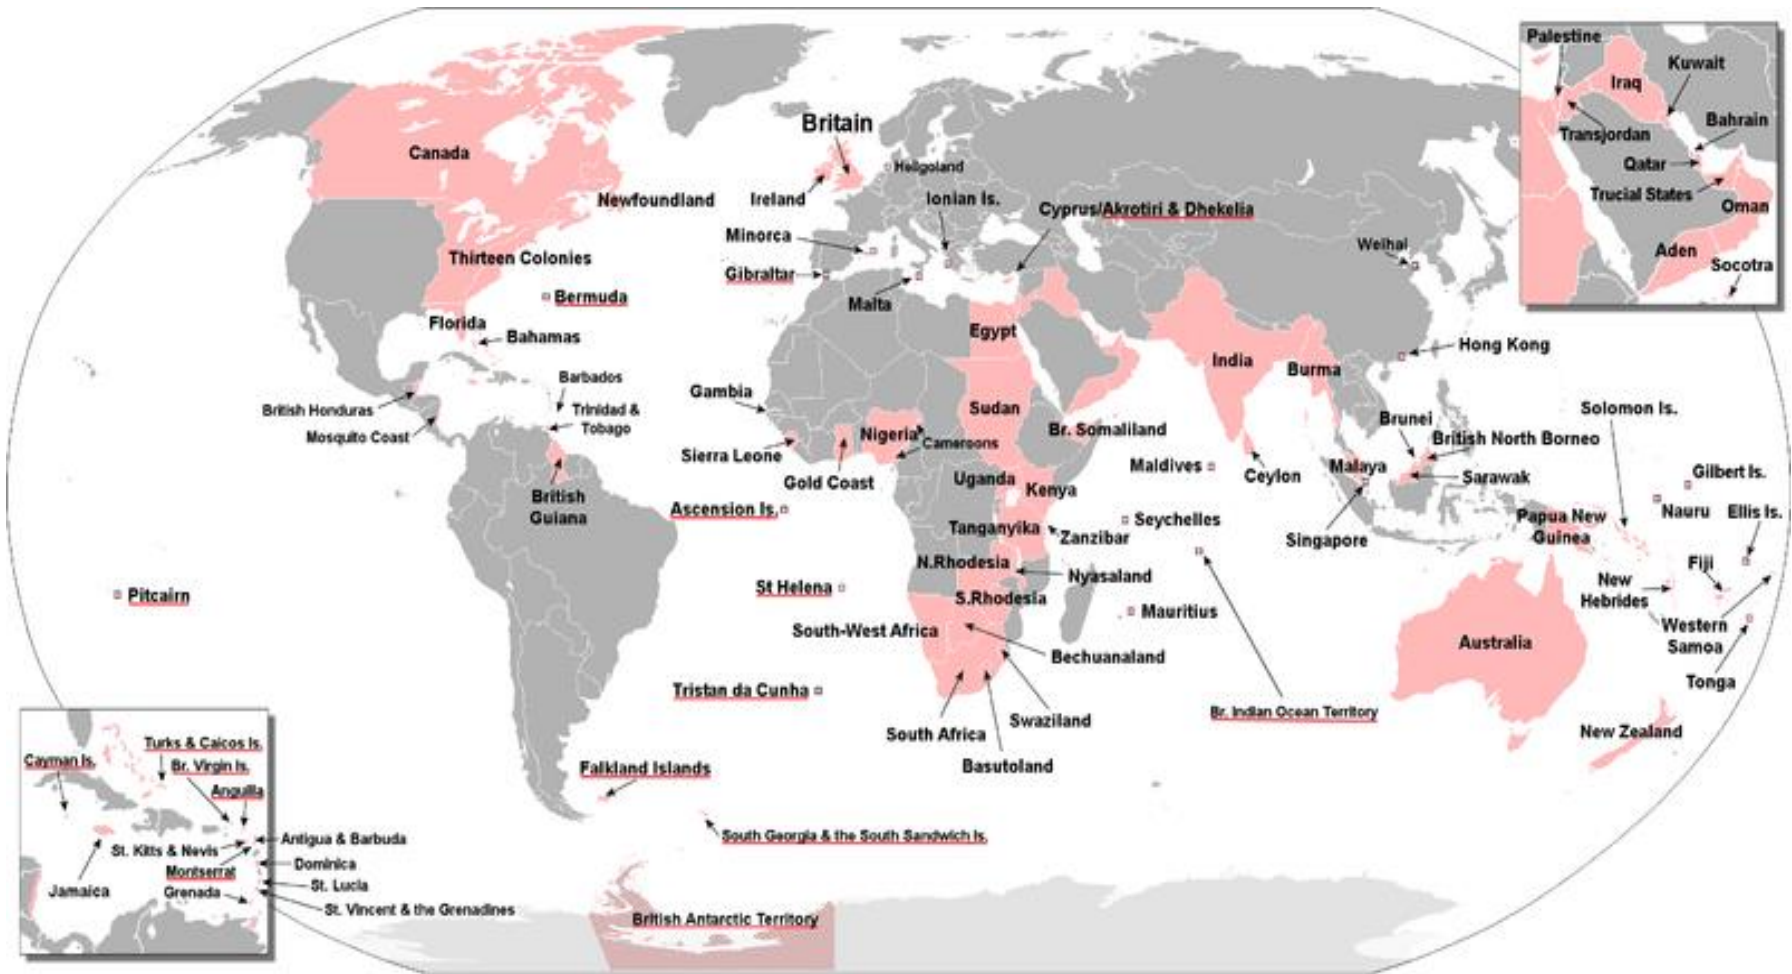 Palestine
Kuwait
Iraq
Bahrain
Transjordan
Qatar
Trucial States
Oman
Aden
Socotra
Britain
Canada
Heligoland
Newfoundland
Ireland
Ionian Is.
Cyprus/Akrotiri & Dhekelia
Minorca
Weihai
Thirteen Colonies
Gibraltar
Bermuda
Malta
Florida
Bahamas
Egypt
Hong Kong
India
Burma
Barbados
Gambia
British Honduras
Trinidad &
Tobago
Mosquito Coast
Sudan
Solomon Is.
Nigeria
Br. Somaliland
Brunei
British North Borneo
Cameroons
Sierra Leone
Maldives
Ceylon
Malaya
Sarawak
Gilbert Is.
Gold Coast
Uganda
Kenya
British
Guiana
Ascension Is.
Nauru
Ellis Is.
Seychelles
Papua New
Guinea
Tanganyika
Zanzibar
Singapore
N.Rhodesia
Nyasaland
Fiji
Pitcairn
St Helena
S.Rhodesia
New
Hebrides
Mauritius
South-West Africa
Western
Samoa
Australia
Bechuanaland
Tonga
Tristan da Cunha
Br. Indian Ocean Territory
Swaziland
South Africa
New Zealand
Basutoland
Falkland Islands
South Georgia & the South Sandwich Is.
British Antarctic Territory
Turks & Caicos Is.
Cayman Is.
Br. Virgin Is.
Anguilla
Antigua & Barbuda
St. Kitts & Nevis
Dominica
Montserrat
St. Lucia
Jamaica
Grenada
St. Vincent & the Grenadines